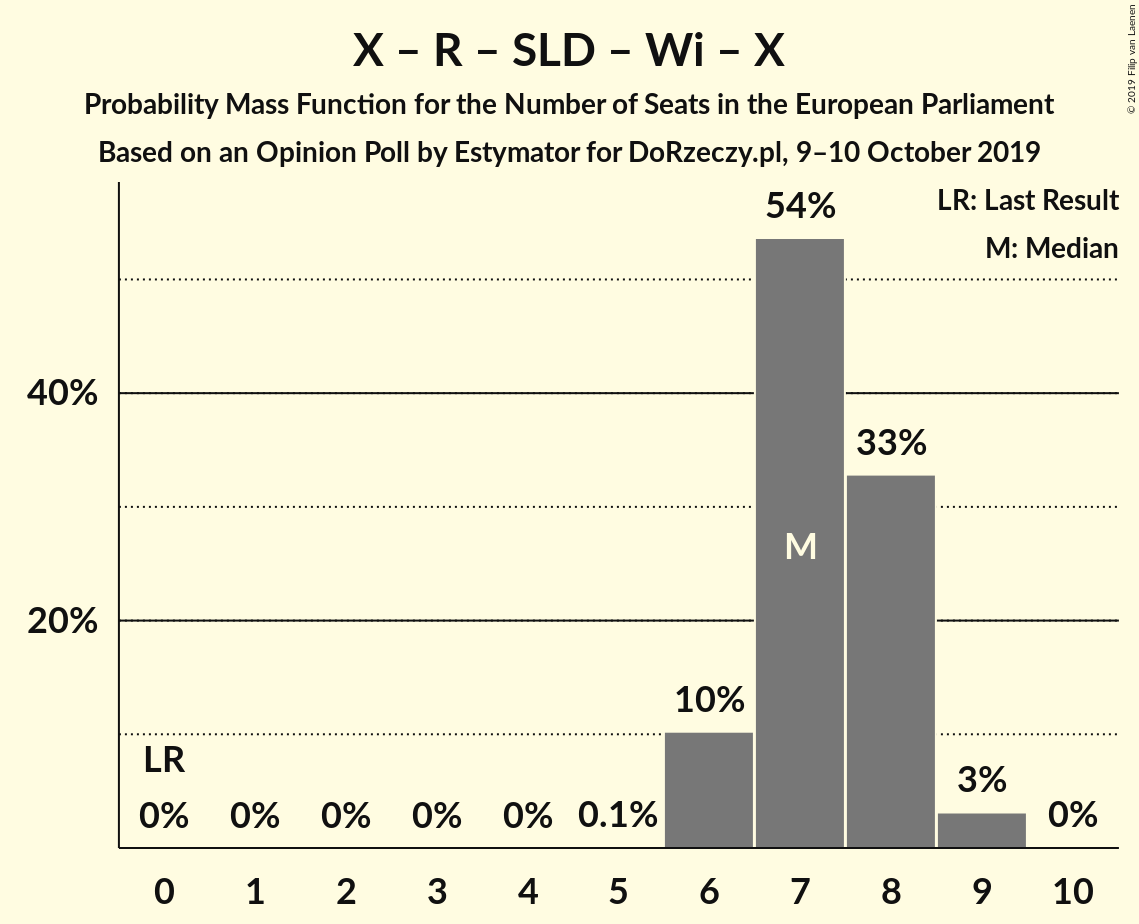 X – R – SLD – Wi – X
Probability Mass Function for the Number of Seats in the European Parliament
Based on an Opinion Poll by Estymator for DoRzeczy.pl, 9–10 October 2019
© 2019 Filip van Laenen
LR: Last Result
M: Median
54%
40%
33%
M
20%
10%
LR
3%
0% 0% 0% 0% 0% 0.1% 0%
0 1 2 3 4 5 6 7 8 9 10